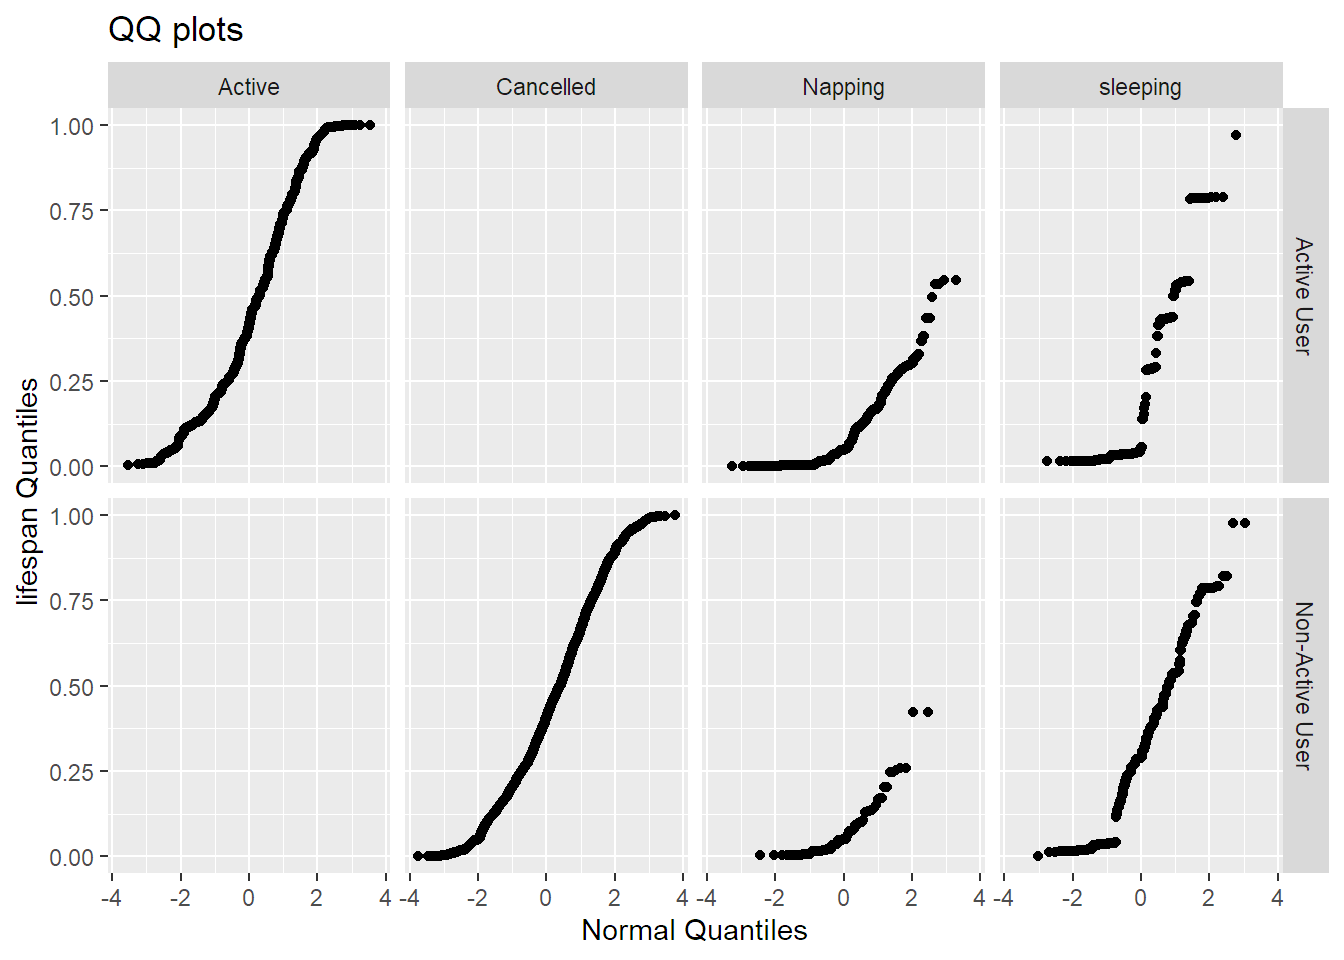 QQ plots
Active Cancelled Napping sleeping
1.00
0.75
0.50
0.25
0.00
Active User
1.00
0.75
0.50
0.25
0.00
Non-Active User
lifespan Quantiles
-4 -2 0 2 4 -4 -2 0 2 4 -4 -2 0 2 4 -4 -2 0 2 4
Normal Quantiles